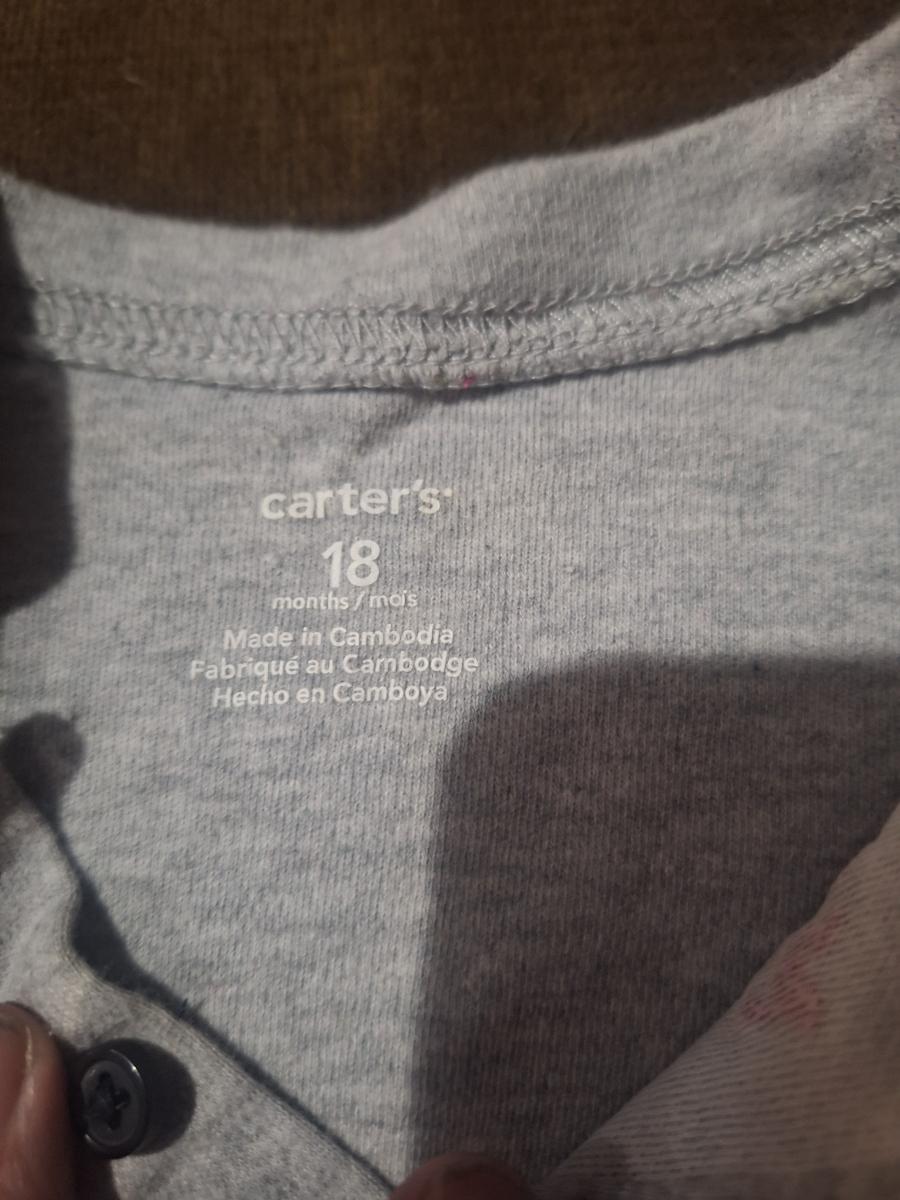 carter's
18
months / mois
Made in Cambodia
Fabriqué au Cambodge
Hecho en Camboya